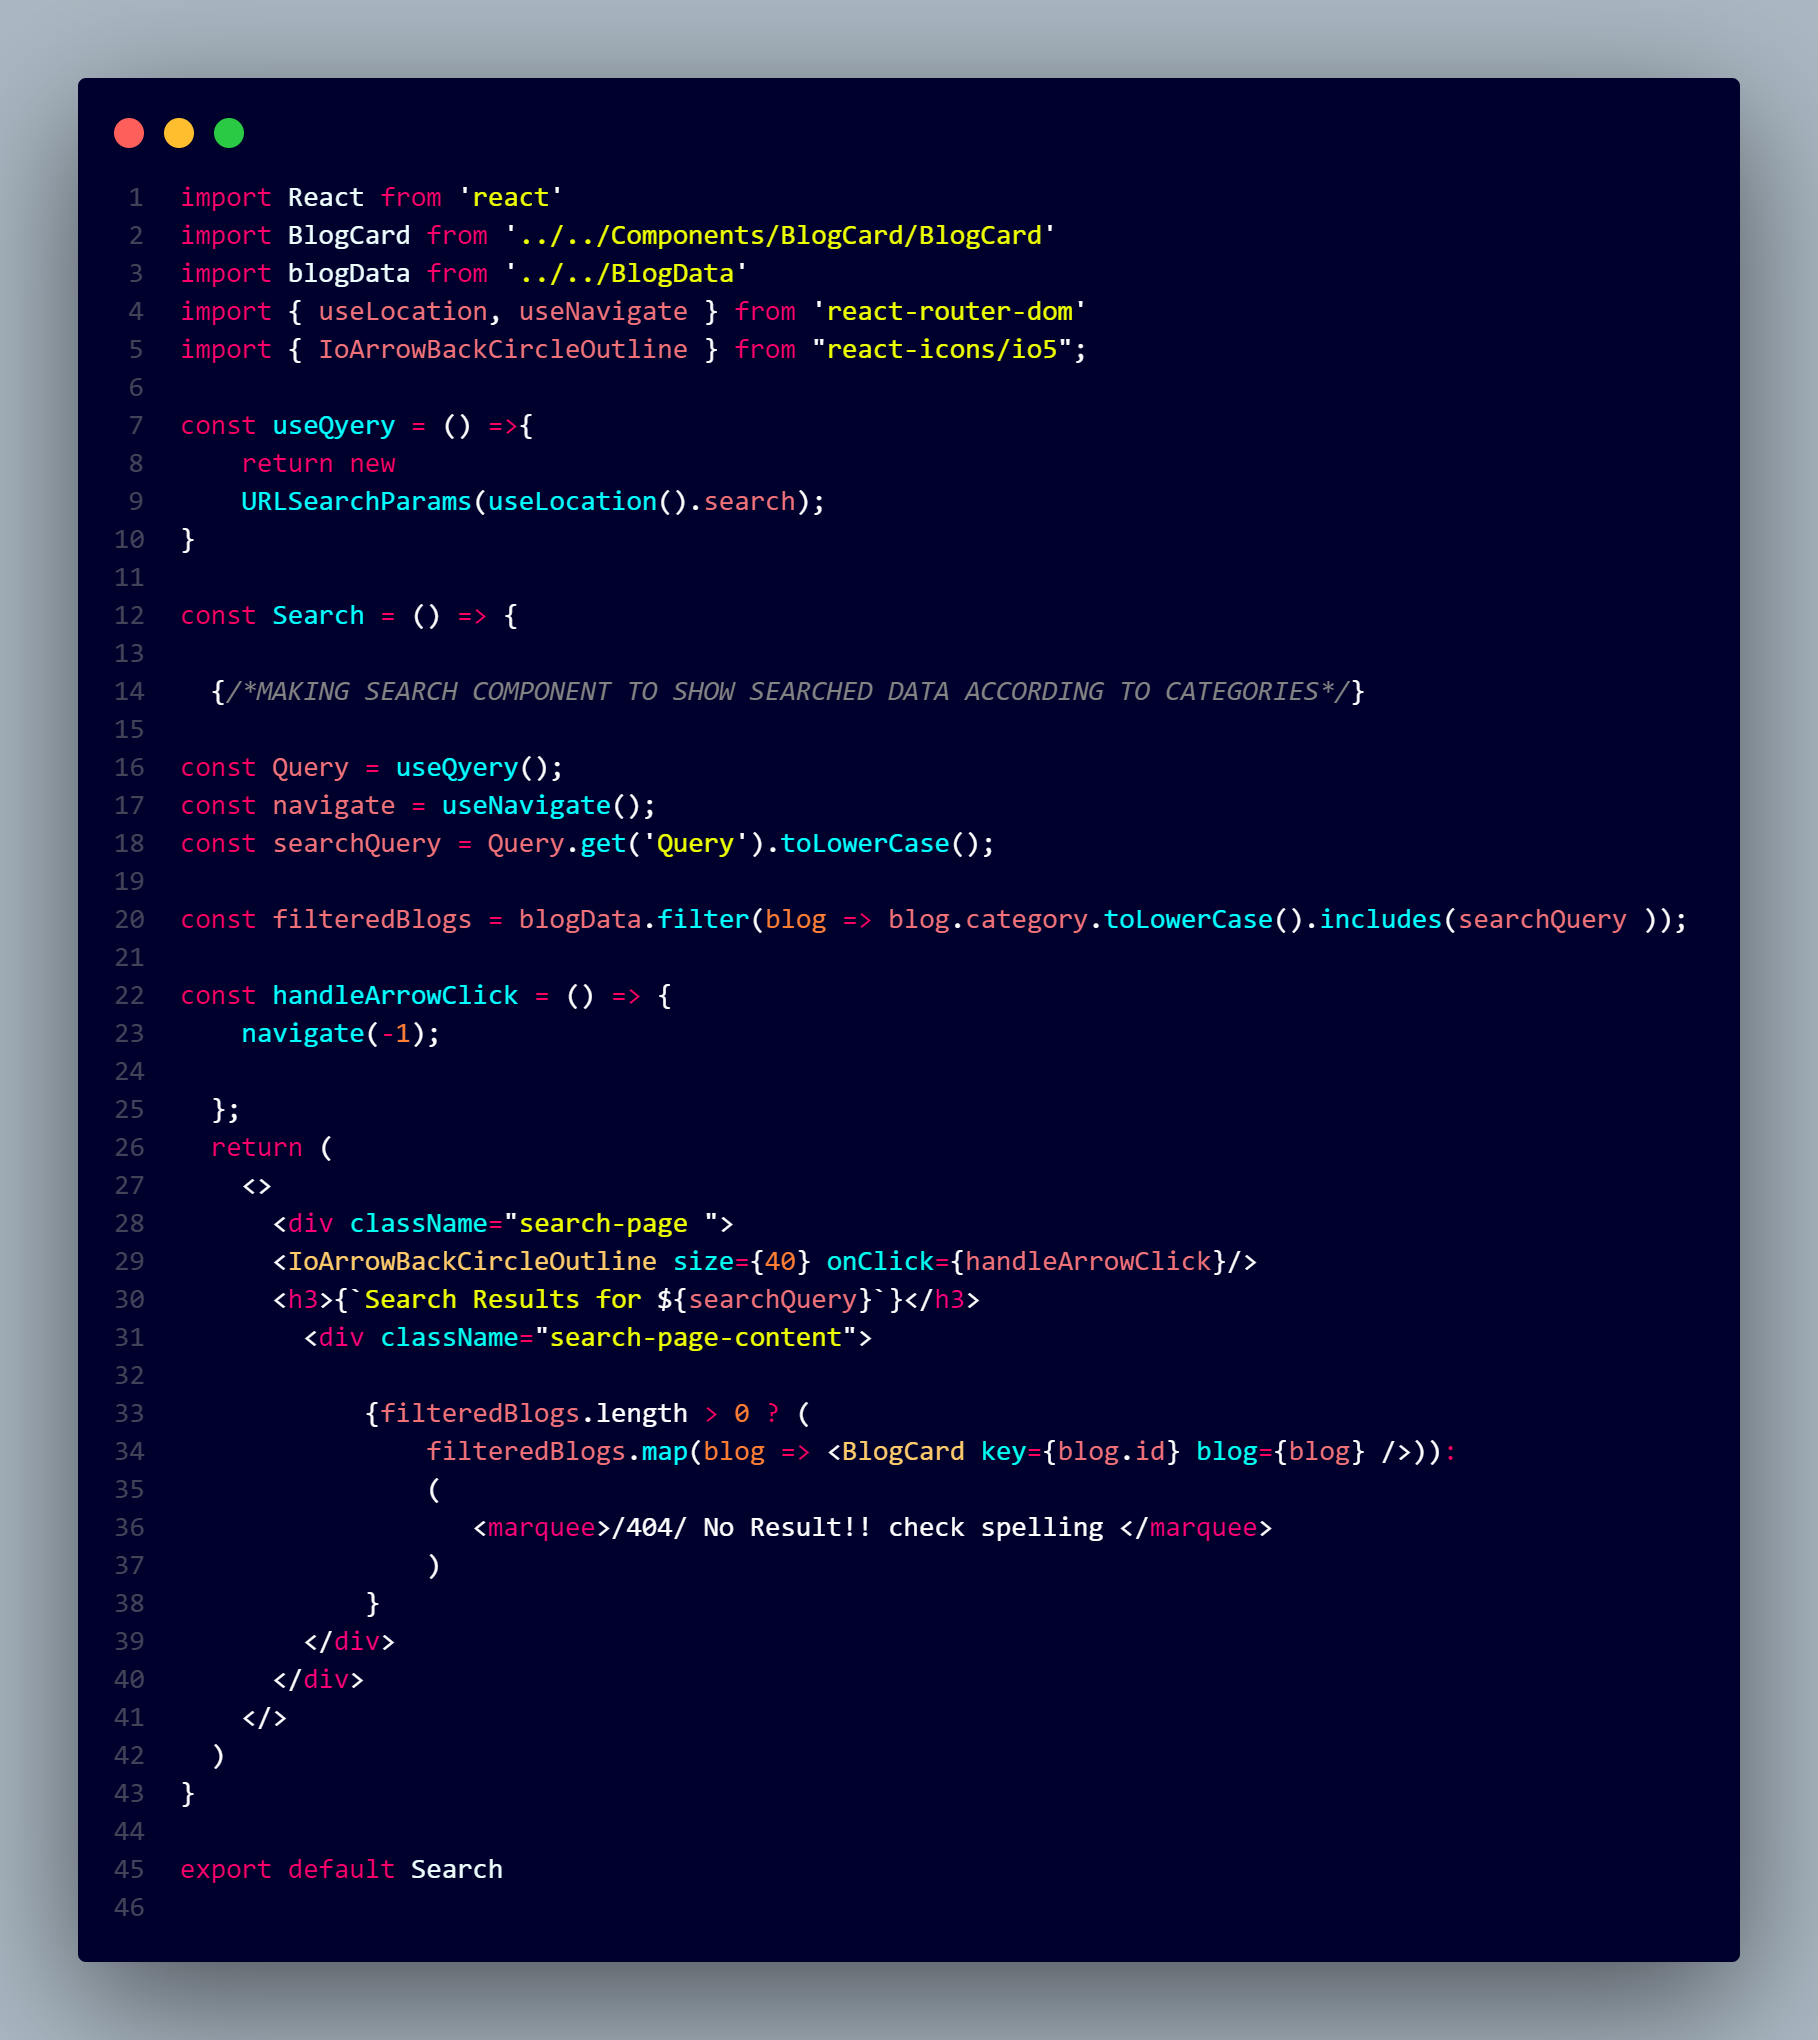 1 import React from 'react'
2 import BlogCard from '../../Components/BlogCard/BlogCard'
3 import blogData from '../../BlogData'
4 import { useLocation, useNavigate } from 'react-router-dom'
5 import { IoArrowBackCircleOutline } from "react-icons/io5";
6
7 const useQyery = () =>{
8     return new
9     URLSearchParams(useLocation().search);
10 }
11
12 const Search = () => {
13
14   {/*MAKING SEARCH COMPONENT TO SHOW SEARCHED DATA ACCORDING TO CATEGORIES*/}
15
16 const Query = useQyery();
17 const navigate = useNavigate();
18 const searchQuery = Query.get('Query').toLowerCase();
19
20 const filteredBlogs = blogData.filter(blog => blog.category.toLowerCase().includes(searchQuery ));
21
22 const handleArrowClick = () => {
23     navigate(-1);
24
25   };
26   return (
27     <>
28       <div className="search-page ">
29       <IoArrowBackCircleOutline size={40} onClick={handleArrowClick}/>
30       <h3>{`Search Results for ${searchQuery}`}</h3>
31         <div className="search-page-content">
32
33             {filteredBlogs.length > 0 ? (
34                 filteredBlogs.map(blog => <BlogCard key={blog.id} blog={blog} />)):
35                 (
36                    <marquee>/404/ No Result!! check spelling </marquee>
37                 )
38             }
39         </div>
40       </div>
41     </>
42   )
43 }
44
45 export default Search
46